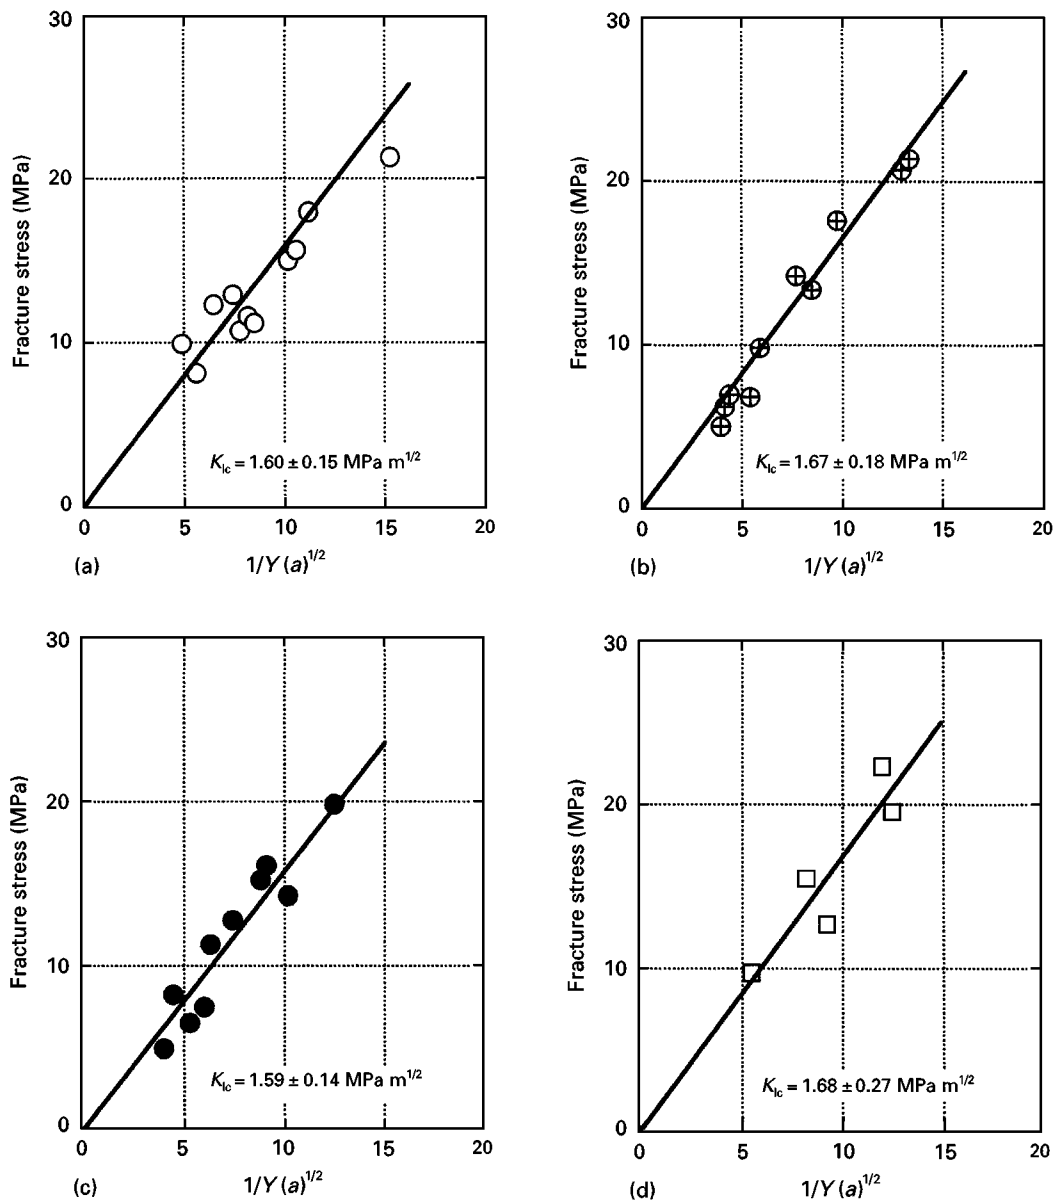 30
20
10
0
Fracture stress (MPa)
K_Ic = 1.60 ± 0.15 MPa m^1/2
0 5 10 15 20
(a) 1/Y (a)^1/2
30
20
10
0
Fracture stress (MPa)
K_Ic = 1.67 ± 0.18 MPa m^1/2
0 5 10 15 20
(b) 1/Y (a)^1/2
30
20
10
0
Fracture stress (MPa)
K_Ic = 1.59 ± 0.14 MPa m^1/2
0 5 10 15 20
(c) 1/Y (a)^1/2
30
20
10
0
Fracture stress (MPa)
K_Ic = 1.68 ± 0.27 MPa m^1/2
0 5 10 15 20
(d) 1/Y (a)^1/2